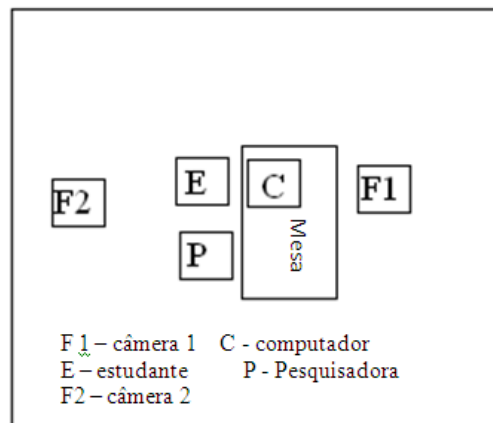 E
C
F2
F1
P
Mesa
F 1 – câmera 1 C - computador
E – estudante P - Pesquisadora
F2 – câmera 2